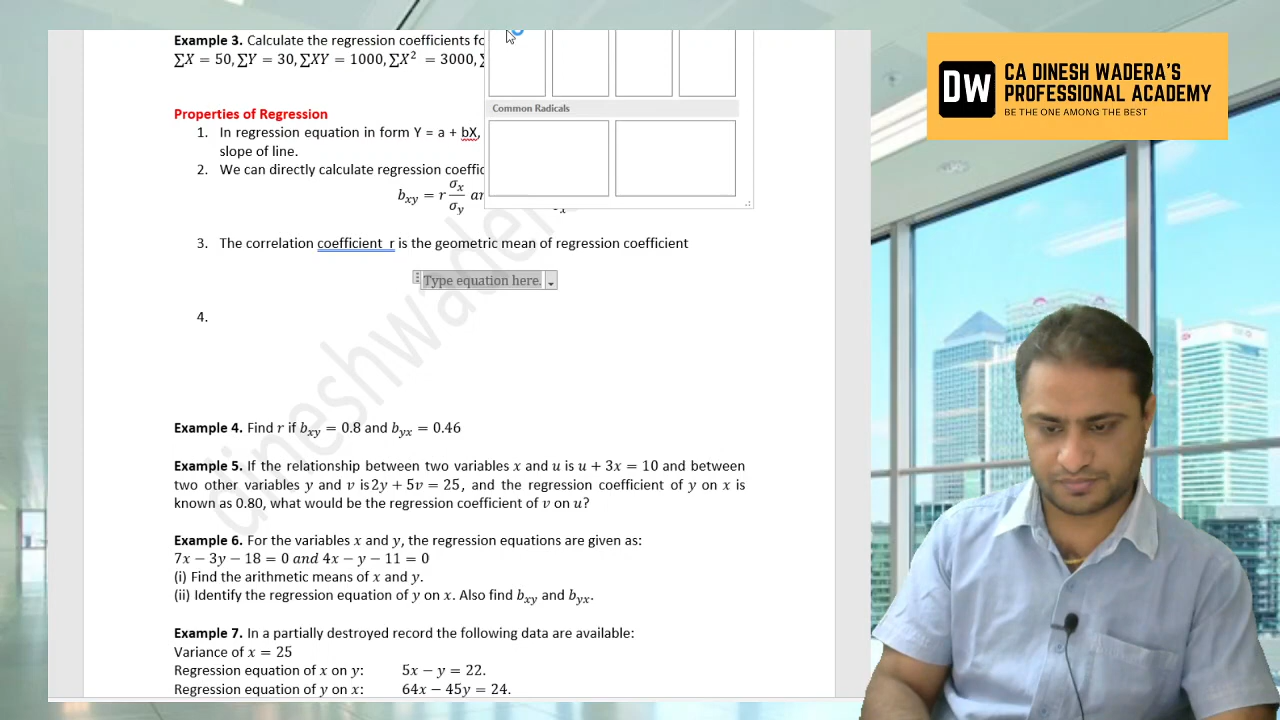 Example 3. Calculate the regression coefficients fo
∑X = 50, ∑Y = 30, ∑XY = 1000, ∑X² = 3000, ∑
Common Radicals
Properties of Regression
1. In regression equation in form Y = a + bX,
slope of line.
2. We can directly calculate regression coeffic
bxy = r σx/σy an
3. The correlation coefficient r is the geometric mean of regression coefficient
Type equation here.
4.
Example 4. Find r if bxy = 0.8 and byx = 0.46
Example 5. If the relationship between two variables x and u is u + 3x = 10 and between
two other variables y and v is 2y + 5v = 25, and the regression coefficient of y on x is
known as 0.80, what would be the regression coefficient of v on u?
Example 6. For the variables x and y, the regression equations are given as:
7x − 3y − 18 = 0 and 4x − y − 11 = 0
(i) Find the arithmetic means of x and y.
(ii) Identify the regression equation of y on x. Also find bxy and byx.
Example 7. In a partially destroyed record the following data are available:
Variance of x = 25
Regression equation of x on y: 5x − y = 22.
Regression equation of y on x: 64x − 45y = 24.
DW
CA DINESH WADERA'S
PROFESSIONAL ACADEMY
BE THE ONE AMONG THE BEST